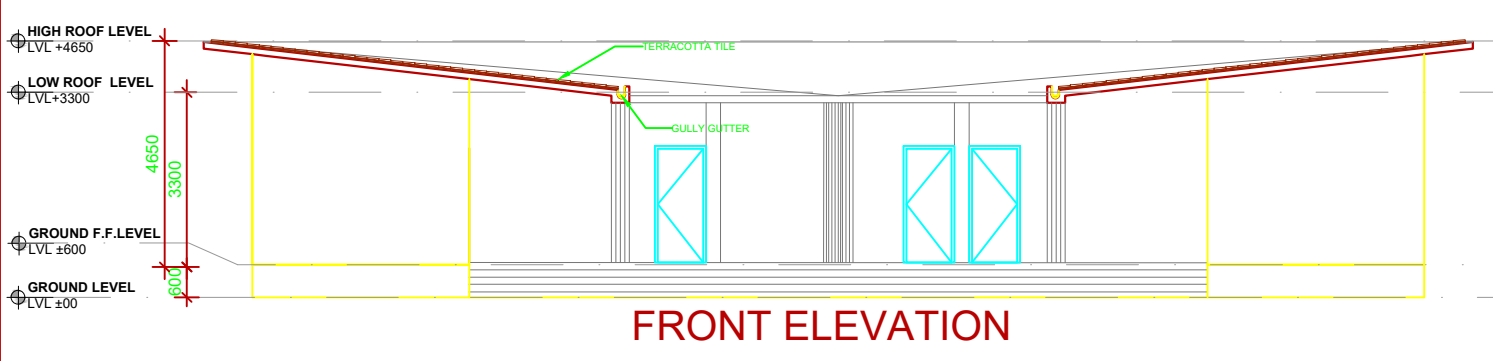 HIGH ROOF LEVEL
LVL +4650
TERRACOTTA TILE
LOW ROOF  LEVEL
LVL+3300
GULLY GUTTER
4650
3300
GROUND F.F.LEVEL
LVL ±600
600
GROUND LEVEL
LVL ±00
FRONT ELEVATION